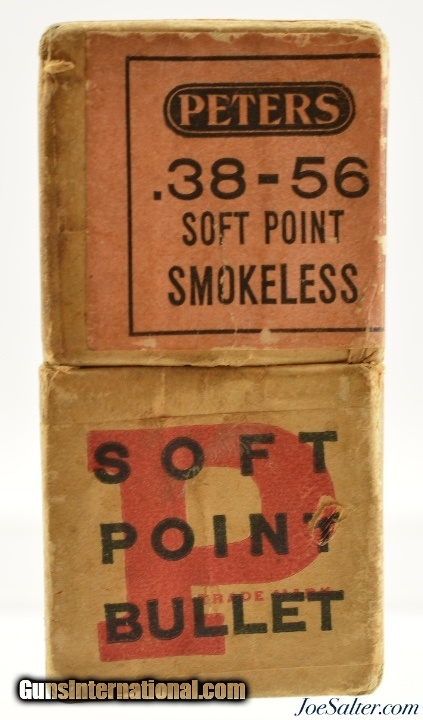 PETERS
.38-56
SOFT POINT
SMOKELESS
SOFT
POINT
TRADE MARK
BULLET
P
GunsInternational.com
JoeSalter.com